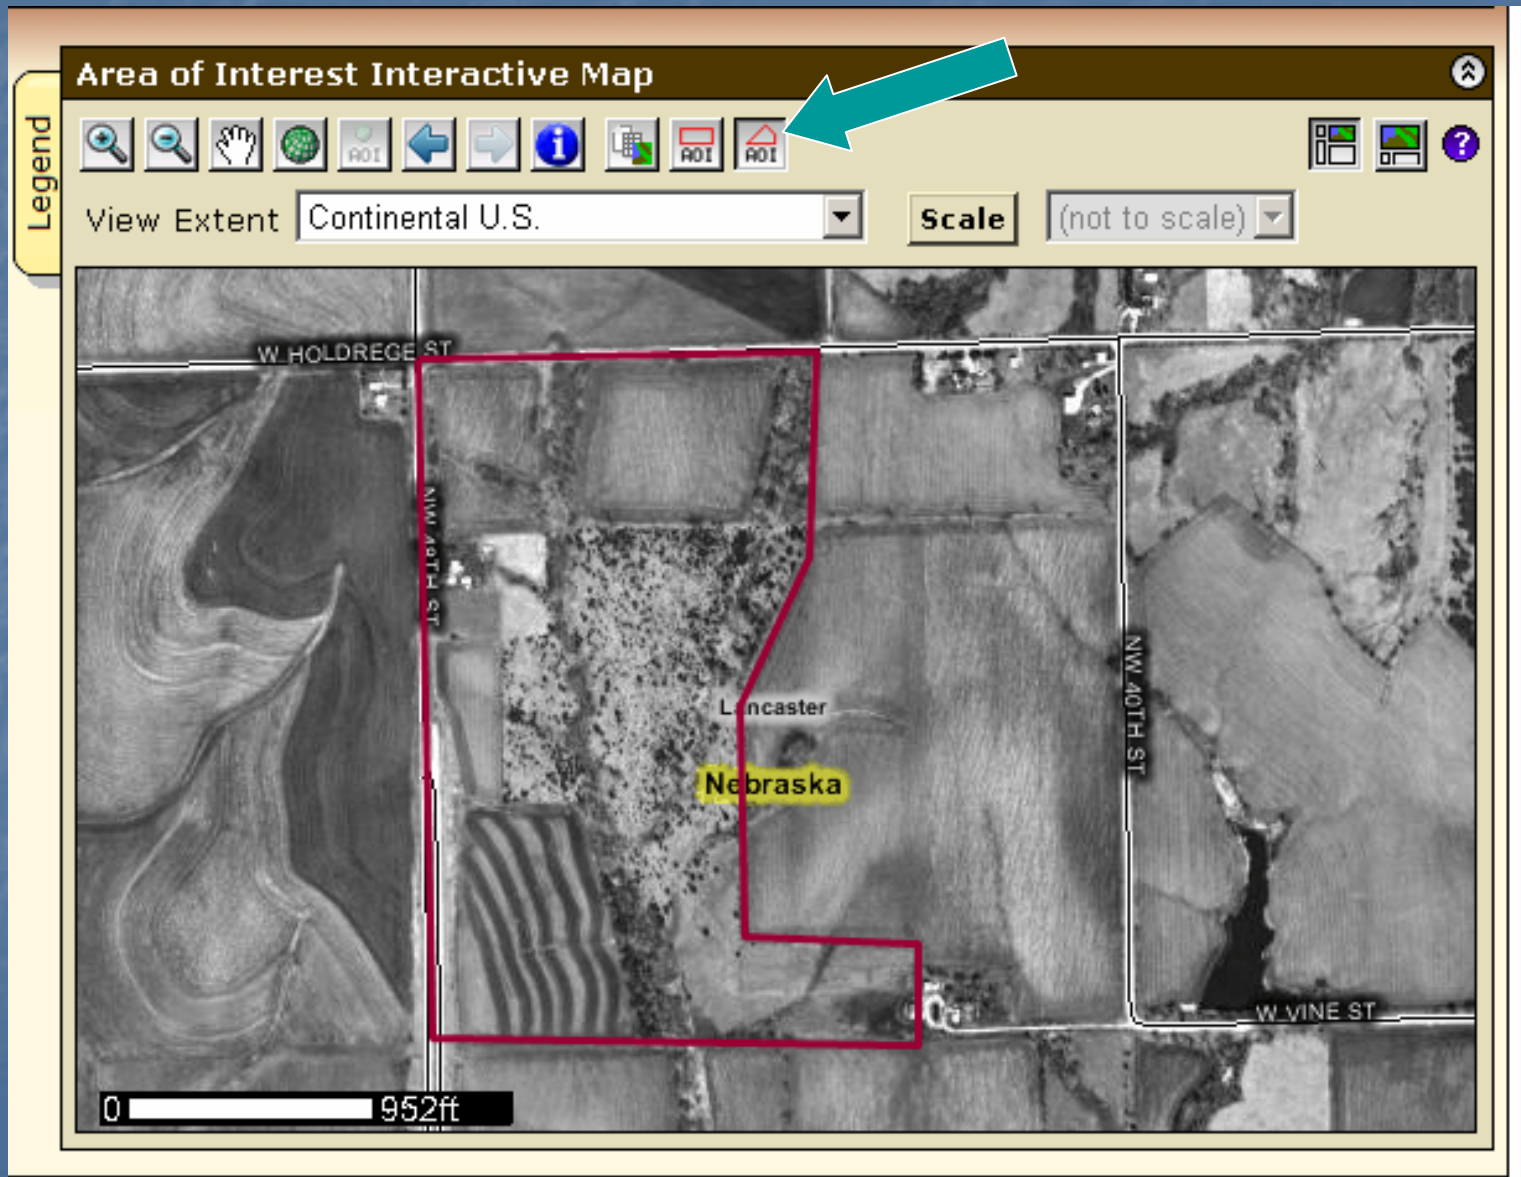 Area of Interest Interactive Map
Legend
AOI
AOI
AOI
View Extent
Continental U.S.
Scale
(not to scale)
W HOLDREGE ST
NW 48TH ST
Lancaster
NW 40TH ST
Nebraska
W VINE ST
0
952ft